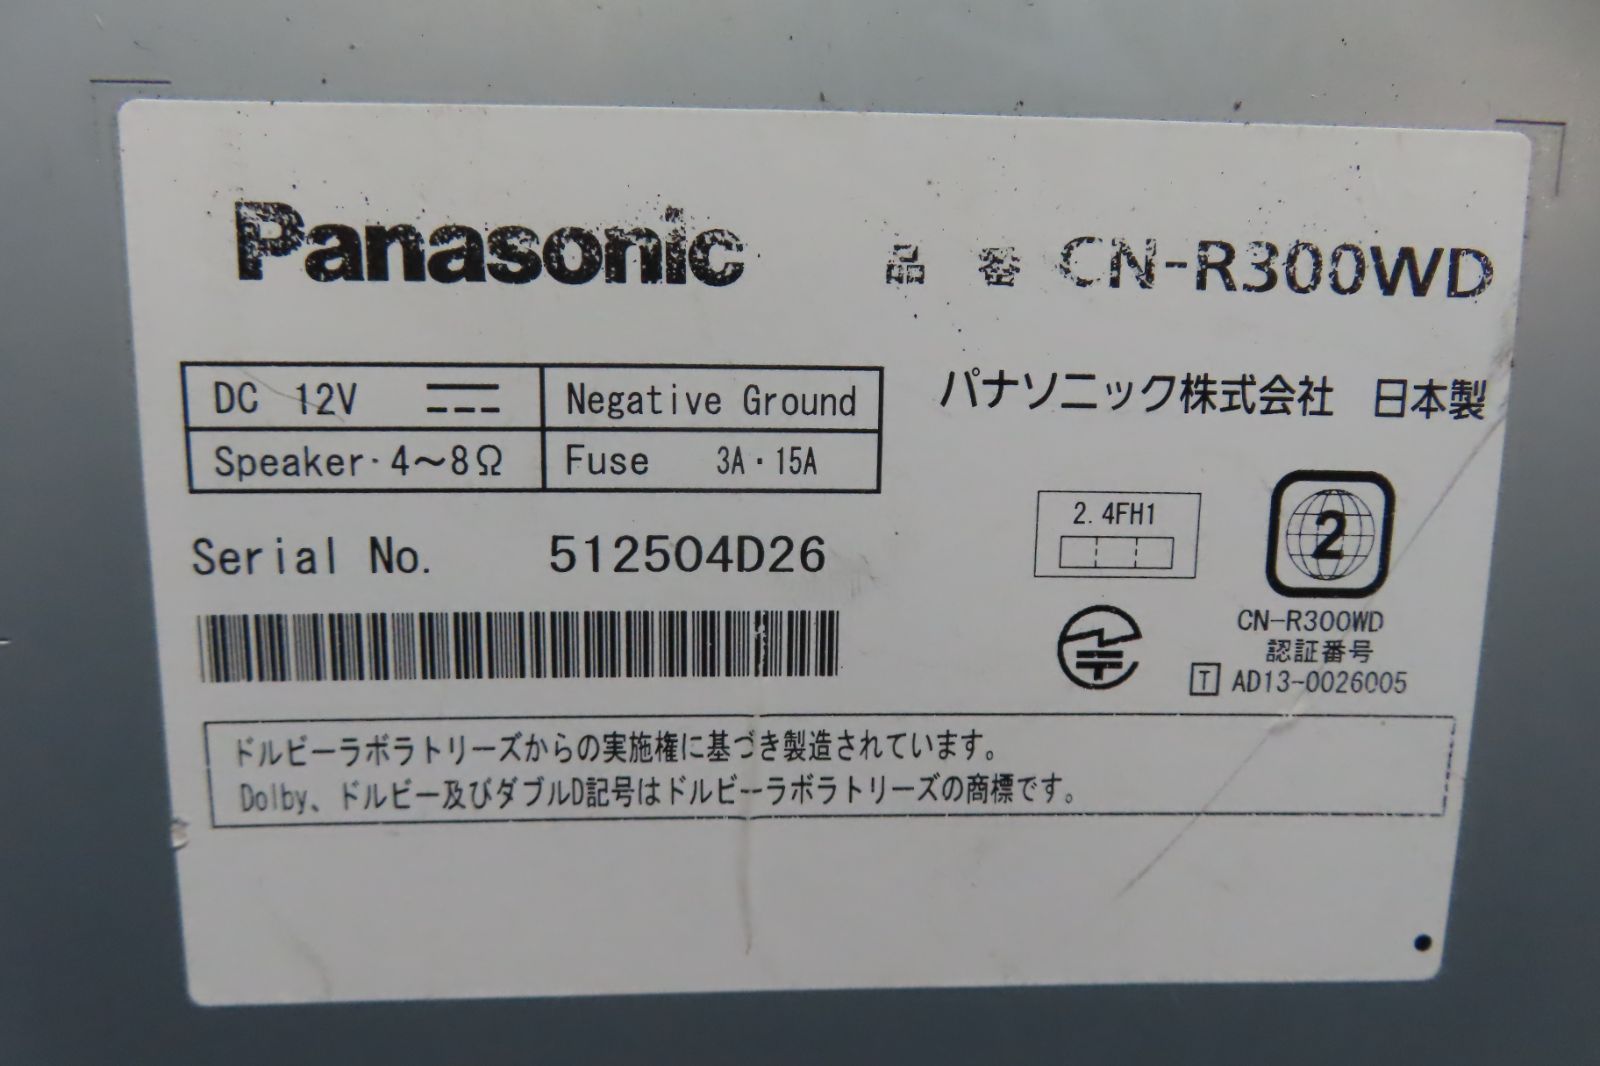 Panasonic 品 番 CN-R300WD
DC 12V Negative Ground
Speaker・4～8Ω Fuse 3A・15A
パナソニック株式会社 日本製
Serial No. 512504D26
2.4FH1
2
CN-R300WD
認証番号
T AD13-0026005
ドルビーラボラトリーズからの実施権に基づき製造されています。
Dolby、ドルビー及びダブルD記号はドルビーラボラトリーズの商標です。